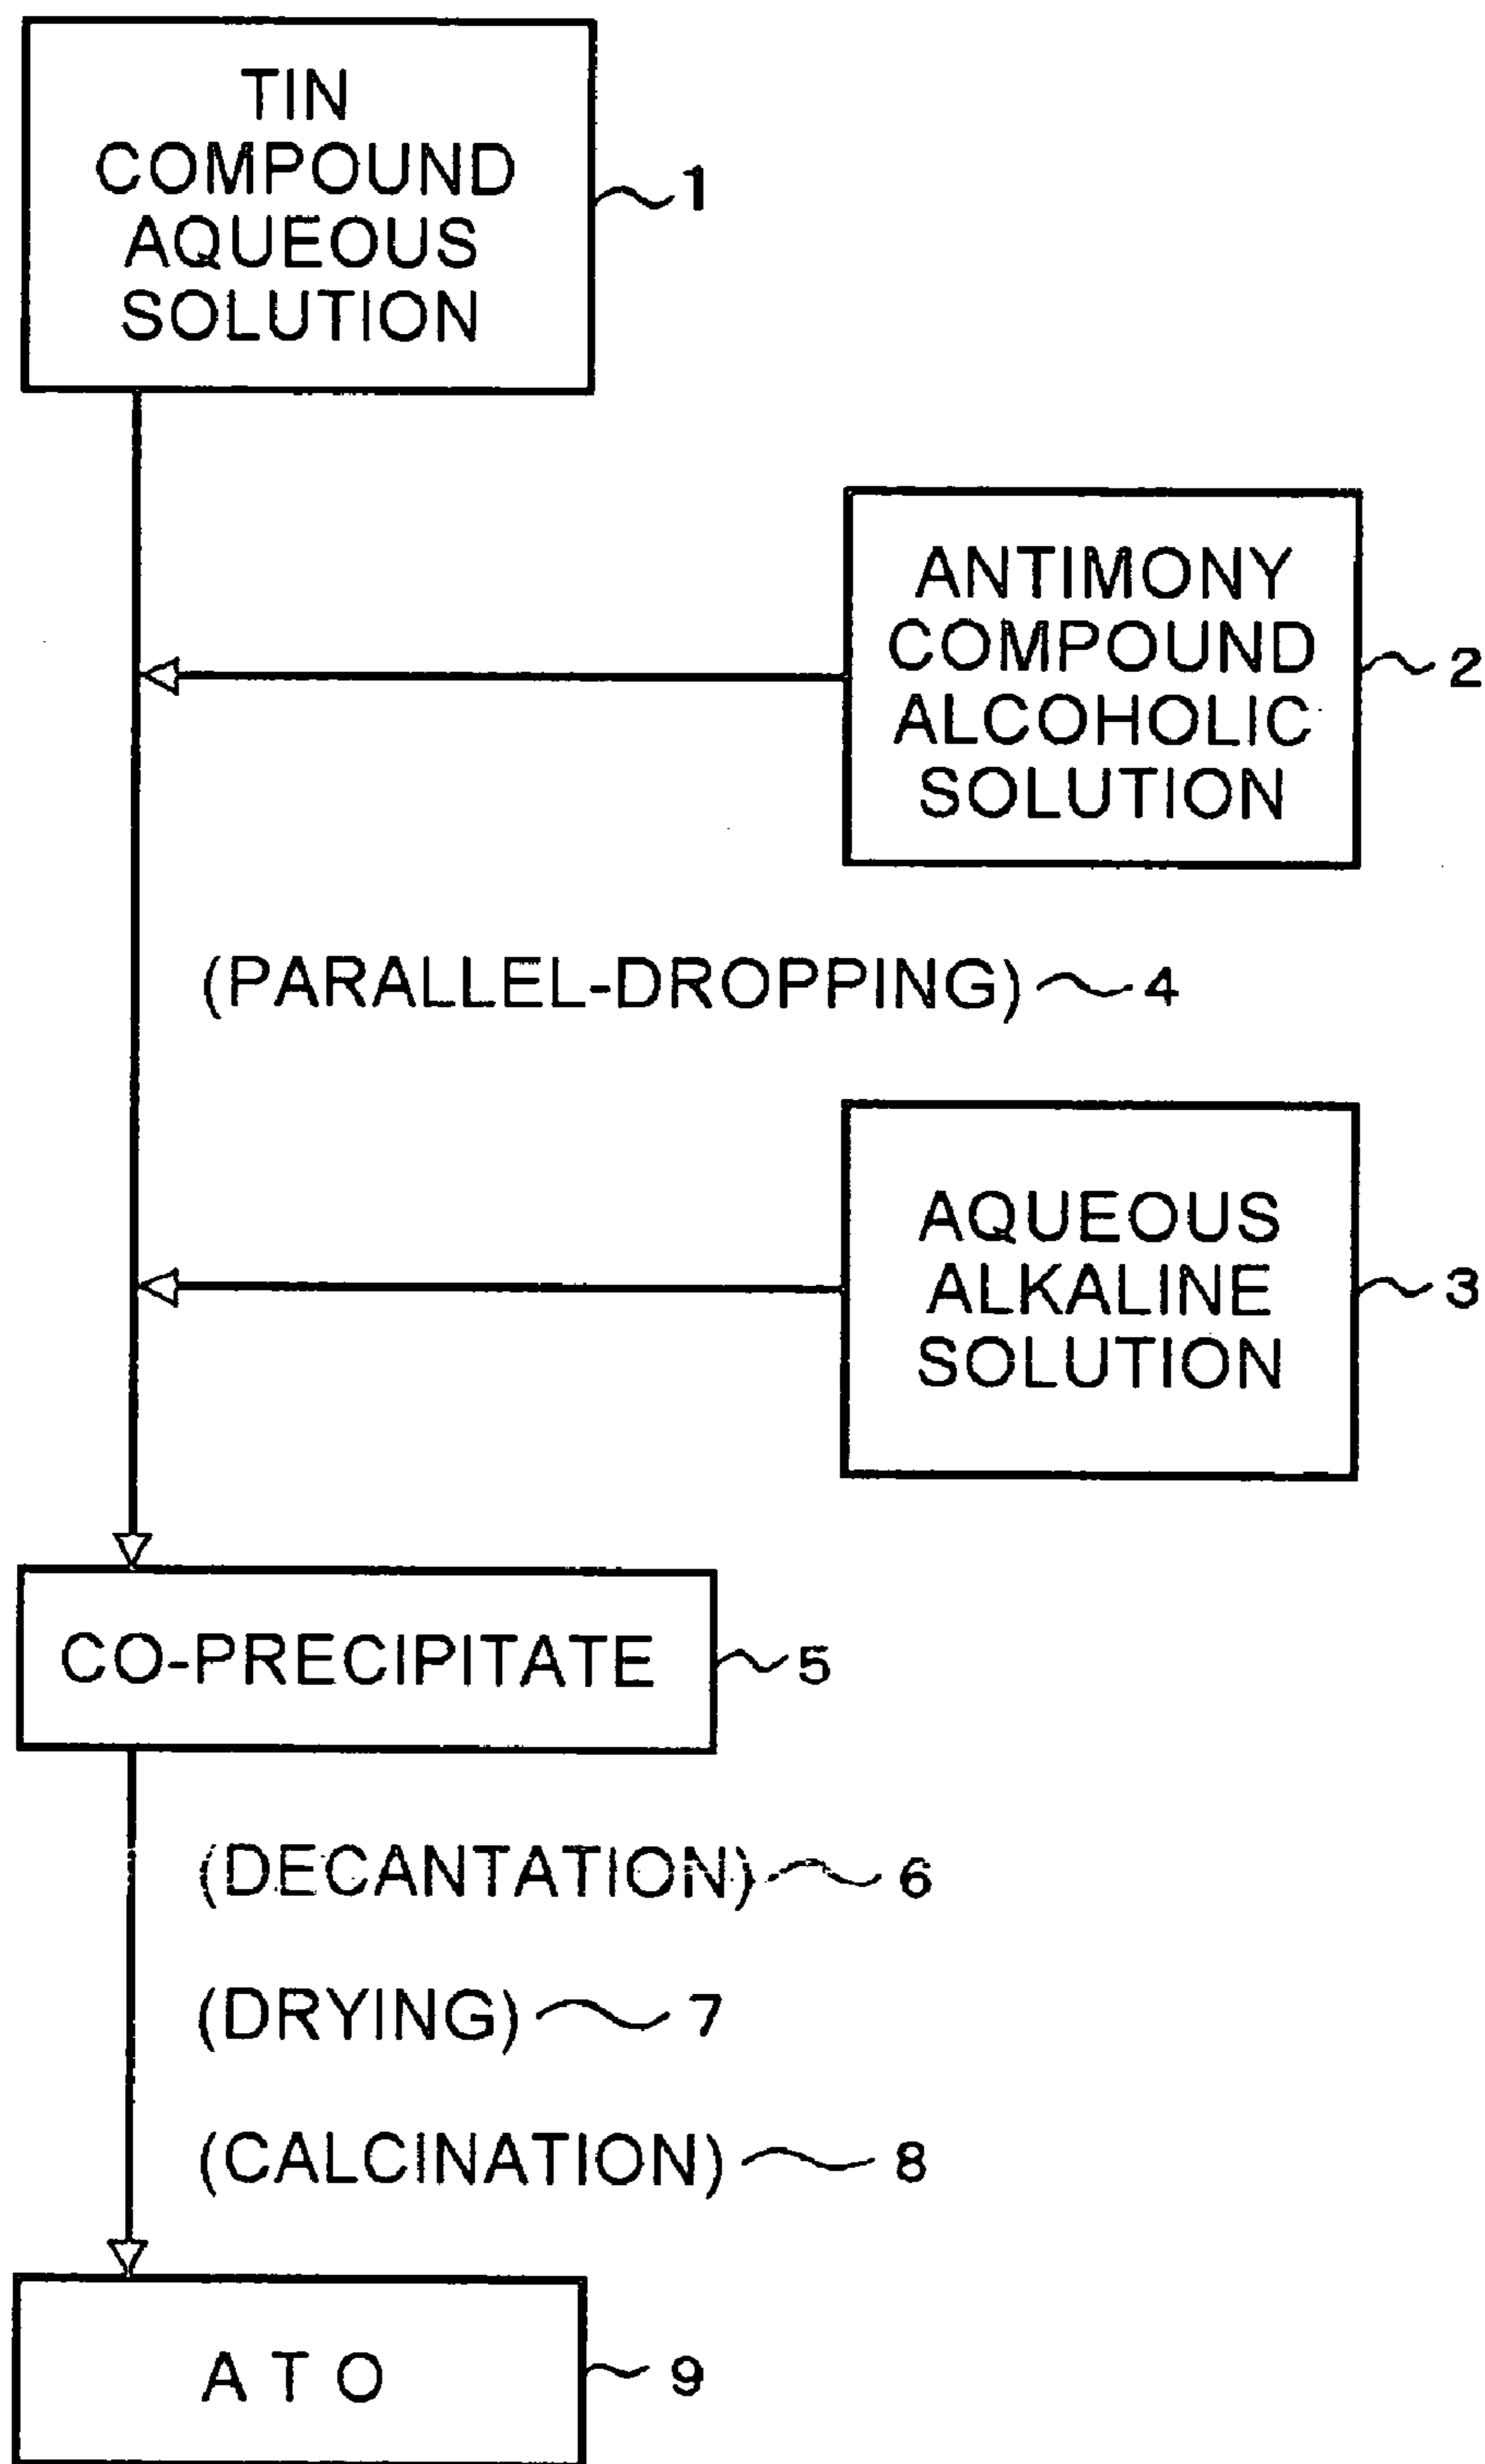 TIN
COMPOUND
AQUEOUS
SOLUTION
1
ANTIMONY
COMPOUND
ALCOHOLIC
SOLUTION
2
(PARALLEL-DROPPING) 4
AQUEOUS
ALKALINE
SOLUTION
3
CO-PRECIPITATE 5
(DECANTATION) 6
(DRYING) 7
(CALCINATION) 8
A T O 9